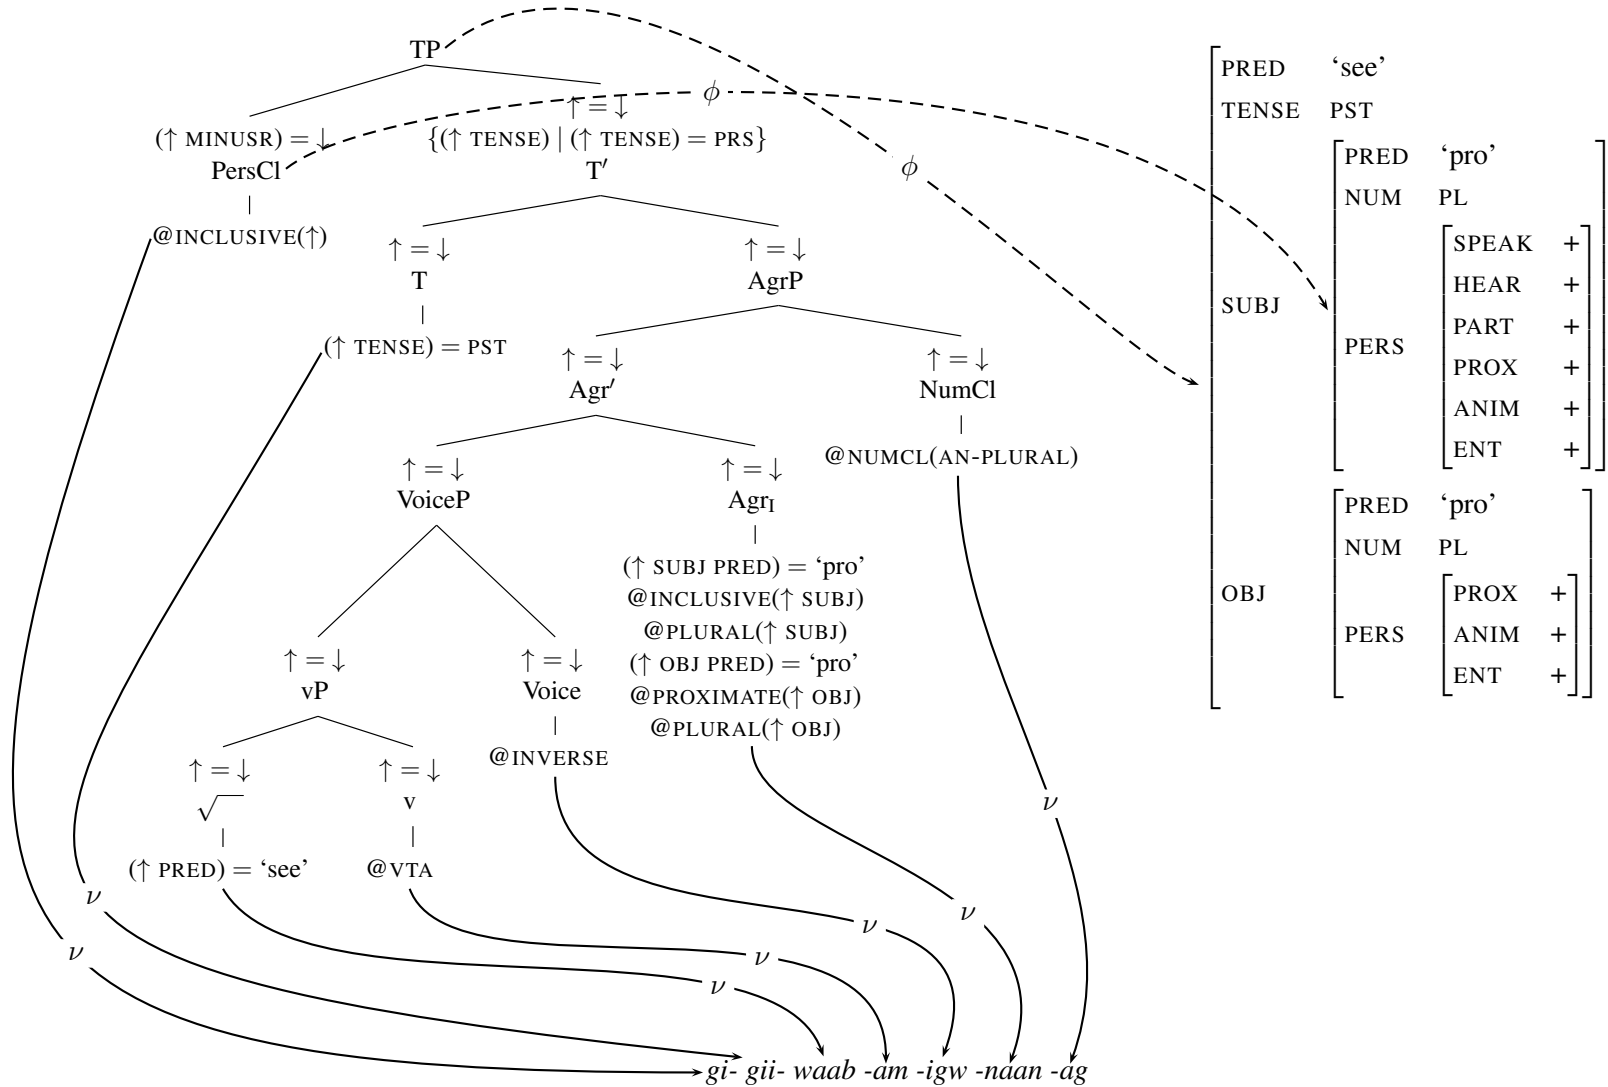 TP
(↑ MINUSR) = ↓
PersCl
@INCLUSIVE(↑)
↑ = ↓
{(↑ TENSE) | (↑ TENSE) = PRS}
T′
↑ = ↓
T
(↑ TENSE) = PST
↑ = ↓
AgrP
↑ = ↓
Agr′
↑ = ↓
NumCl
@NUMCL(AN-PLURAL)
↑ = ↓
VoiceP
↑ = ↓
AgrI
(↑ SUBJ PRED) = ‘pro’
@INCLUSIVE(↑ SUBJ)
@PLURAL(↑ SUBJ)
(↑ OBJ PRED) = ‘pro’
@PROXIMATE(↑ OBJ)
@PLURAL(↑ OBJ)
↑ = ↓
vP
↑ = ↓
Voice
@INVERSE
↑ = ↓
√
(↑ PRED) = ‘see’
↑ = ↓
v
@VTA
ϕ
ϕ
ν
ν
ν
ν
ν
ν
ν
gi- gii- waab -am -igw -naan -ag
PRED ‘see’
TENSE PST
SUBJ
PRED ‘pro’
NUM PL
PERS
SPEAK +
HEAR +
PART +
PROX +
ANIM +
ENT +
OBJ
PRED ‘pro’
NUM PL
PERS
PROX +
ANIM +
ENT +